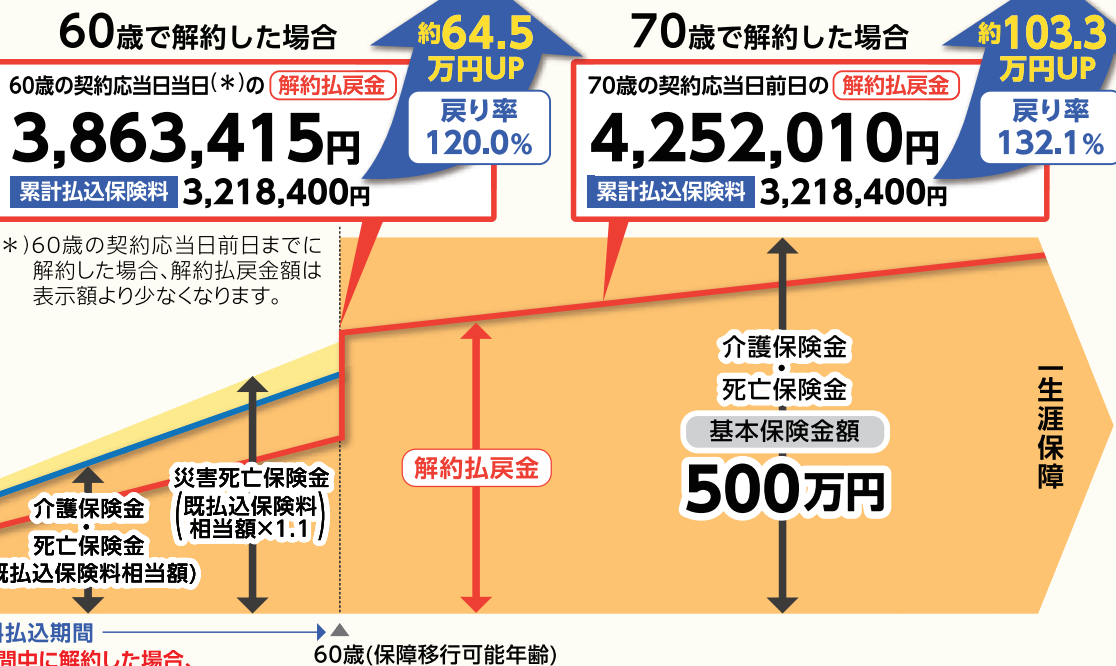 60歳で解約した場合
約64.5
万円UP
60歳の契約応当日当日(＊)の 解約払戻金
3,863,415円
戻り率
120.0%
累計払込保険料 3,218,400円
70歳で解約した場合
約103.3
万円UP
70歳の契約応当日前日の 解約払戻金
4,252,010円
戻り率
132.1%
累計払込保険料 3,218,400円
＊)60歳の契約応当日前日までに
解約した場合、解約払戻金額は
表示額より少なくなります。
介護保険金
・
死亡保険金
既払込保険料相当額)
災害死亡保険金
(既払込保険料
相当額×1.1)
解約払戻金
介護保険金
・
死亡保険金
基本保険金額
500万円
一生涯保障
料払込期間
間中に解約した場合、
60歳(保障移行可能年齢)